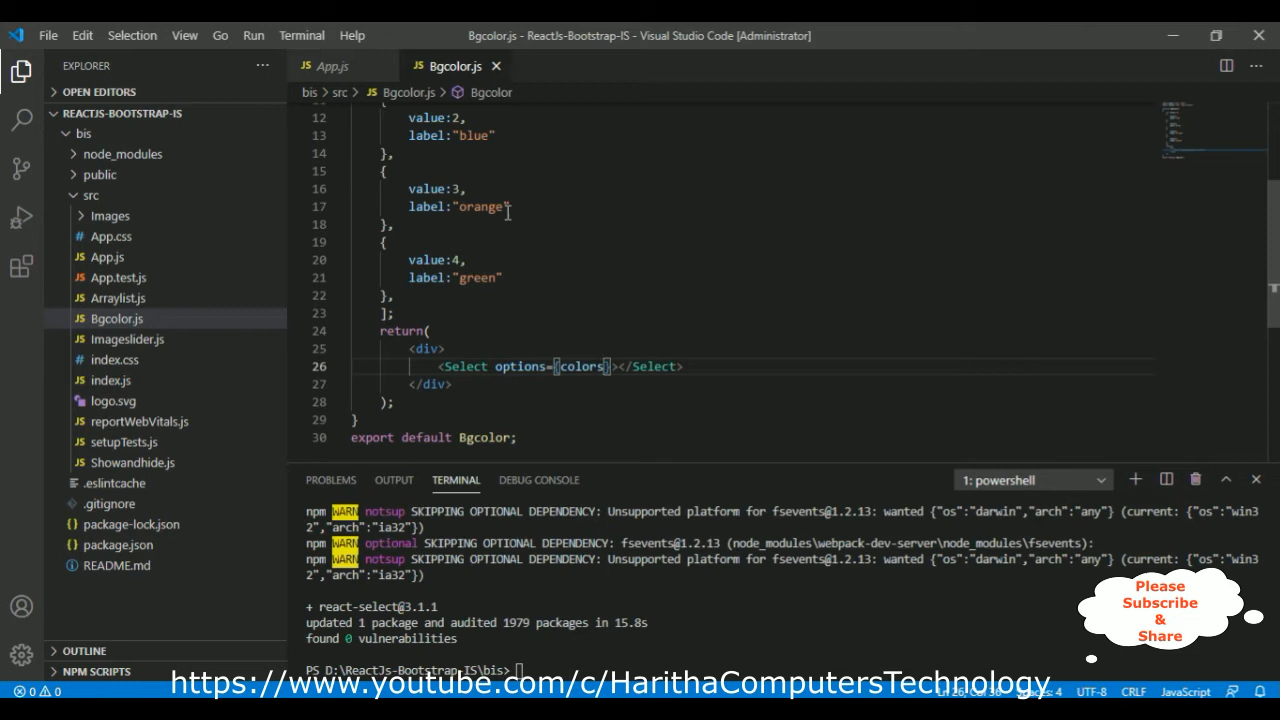 File Edit Selection View Go Run Terminal Help
Bgcolor.js - ReactJs-Bootstrap-IS - Visual Studio Code [Administrator]
EXPLORER
OPEN EDITORS
REACTJS-BOOTSTRAP-IS
bis
node_modules
public
src
Images
App.css
App.js
App.test.js
Arraylist.js
Bgcolor.js
Imageslider.js
index.css
index.js
logo.svg
reportWebVitals.js
setupTests.js
Showandhide.js
.eslintcache
.gitignore
package-lock.json
package.json
README.md
OUTLINE
NPM SCRIPTS
App.js Bgcolor.js
bis > src > Bgcolor.js > Bgcolor
12 value:2,
13 label:"blue"
14 },
15 {
16 value:3,
17 label:"orange"
18 },
19 {
20 value:4,
21 label:"green"
22 },
23 ];
24 return(
25 <div>
26 <Select options={colors}></Select>
27 </div>
28 );
29 }
30 export default Bgcolor;
PROBLEMS OUTPUT TERMINAL DEBUG CONSOLE
1: powershell
npm WARN notsup SKIPPING OPTIONAL DEPENDENCY: Unsupported platform for fsevents@1.2.13: wanted {"os":"darwin","arch":"any"} (current: {"os":"win3
2","arch":"ia32"})
npm WARN optional SKIPPING OPTIONAL DEPENDENCY: fsevents@1.2.13 (node_modules\webpack-dev-server\node_modules\fsevents):
npm WARN notsup SKIPPING OPTIONAL DEPENDENCY: Unsupported platform for fsevents@1.2.13: wanted {"os":"darwin","arch":"any"} (current: {"os":"win3
2","arch":"ia32"})
+ react-select@3.1.1
updated 1 package and audited 1979 packages in 15.8s
found 0 vulnerabilities
PS D:\ReactJs-Bootstrap-IS\bis>
Please
Subscribe
&
Share
https://www.youtube.com/c/HarithaComputersTechnology
0 0
UTF-8 CRLF JavaScript